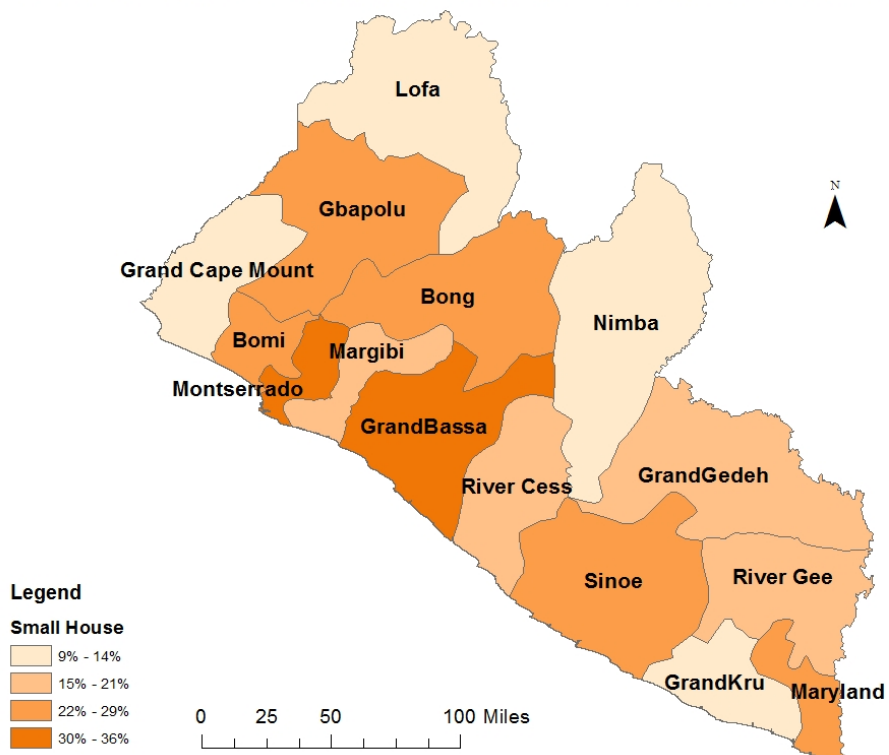 Lofa
N
Gbapolu
Grand Cape Mount
Bong
Nimba
Bomi
Margibi
Montserrado
GrandBassa
GrandGedeh
River Cess
River Gee
Sinoe
GrandKru
Maryland
Legend
Small House
9% - 14%
15% - 21%
22% - 29%
30% - 36%
0 25 50 100 Miles